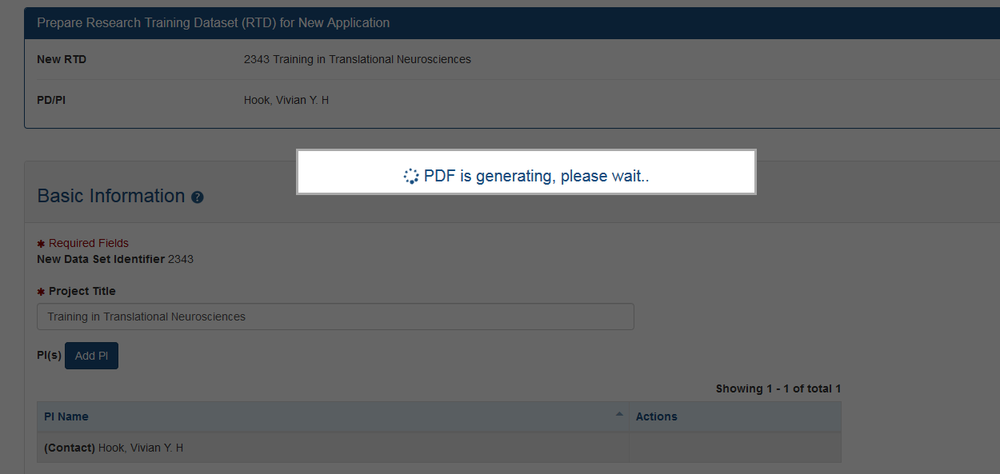 Prepare Research Training Dataset (RTD) for New Application
New RTD 2343 Training in Translational Neurosciences
PD/PI Hook, Vivian Y. H
PDF is generating, please wait..
Basic Information ?
✱ Required Fields
New Data Set Identifier 2343
✱ Project Title
Training in Translational Neurosciences
PI(s) Add PI
Showing 1 - 1 of total 1
PI Name Actions
(Contact) Hook, Vivian Y. H